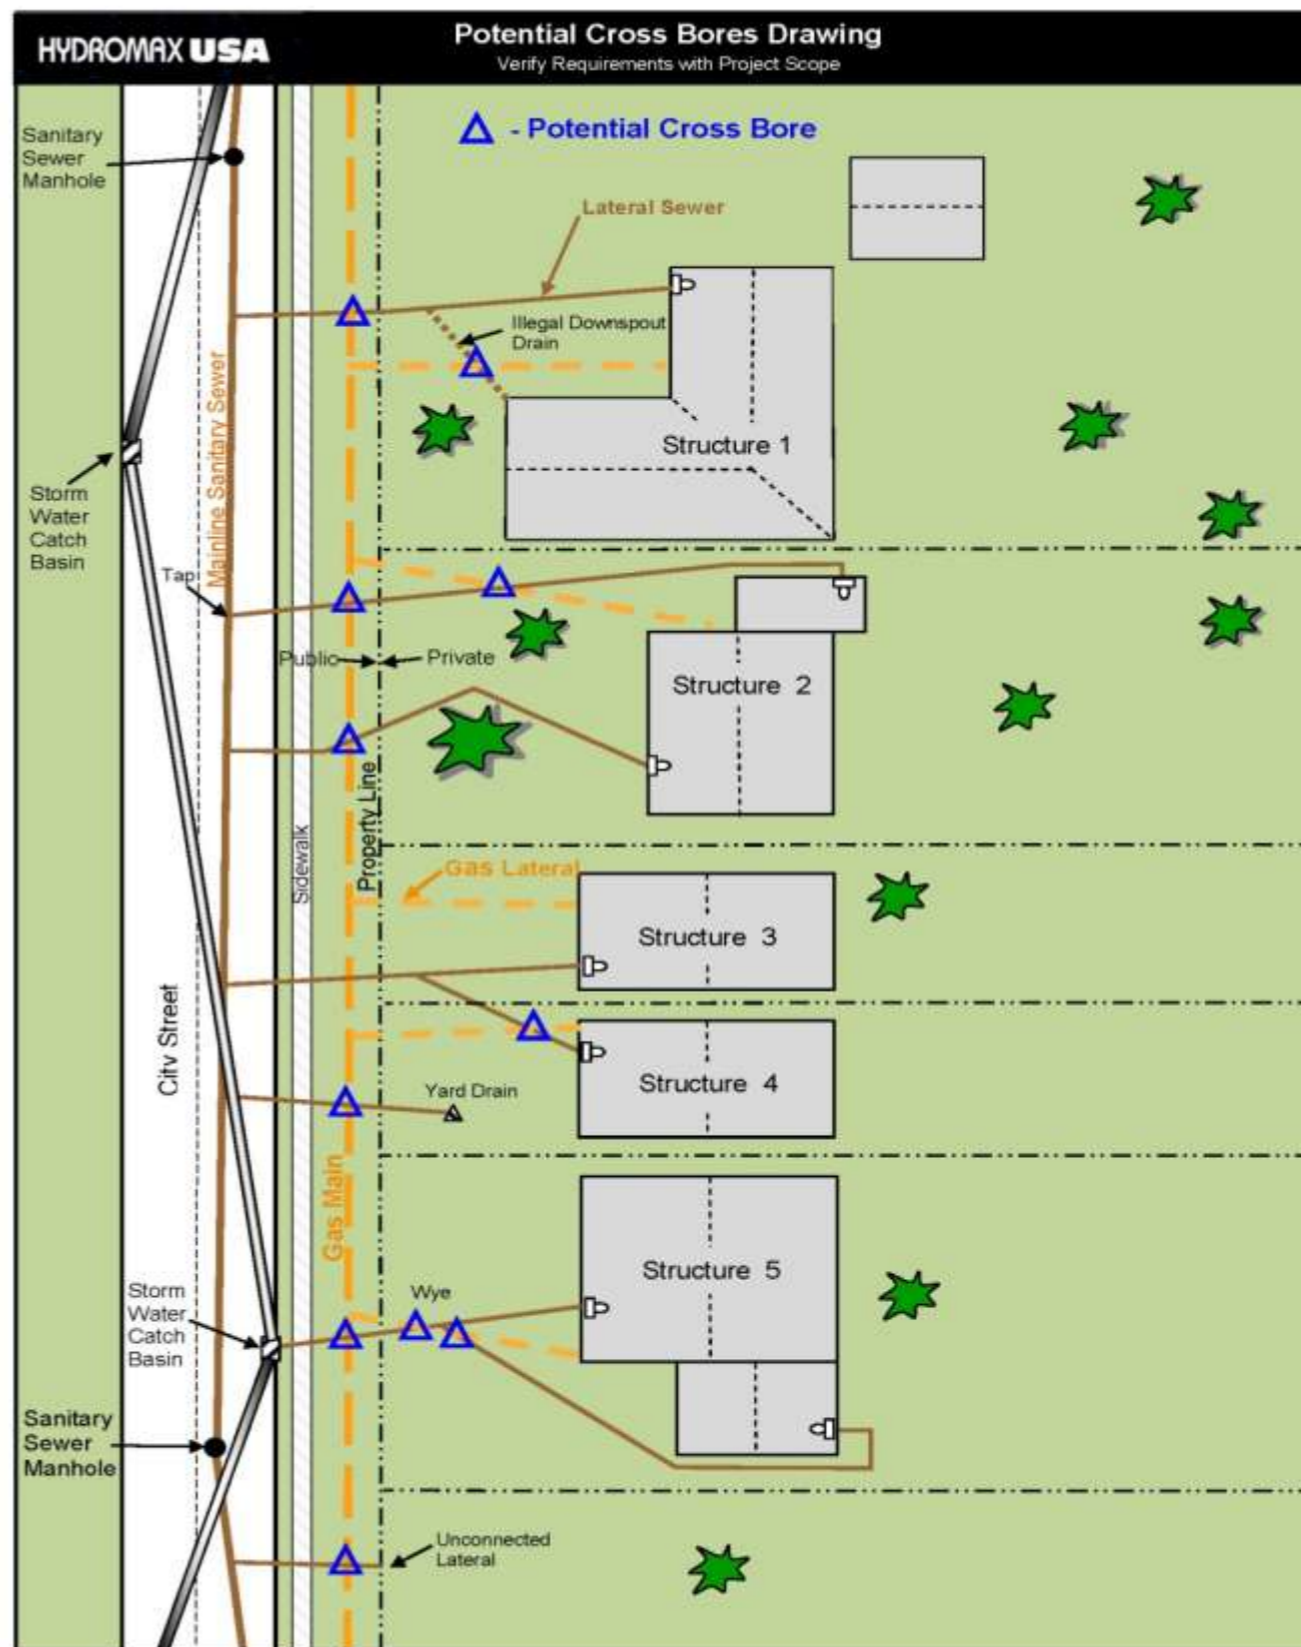 HYDROMAX USA
Potential Cross Bores Drawing
Verify Requirements with Project Scope
- Potential Cross Bore
Sanitary
Sewer
Manhole
Lateral Sewer
Illegal Downspout
Drain
Mainline Sanitary Sewer
Structure 1
Storm
Water
Catch
Basin
Tap
Public
Private
Structure 2
Property Line
Sidewalk
Gas Lateral
Structure 3
City Street
Structure 4
Yard Drain
Gas Main
Structure 5
Wye
Storm
Water
Catch
Basin
Sanitary
Sewer
Manhole
Unconnected
Lateral